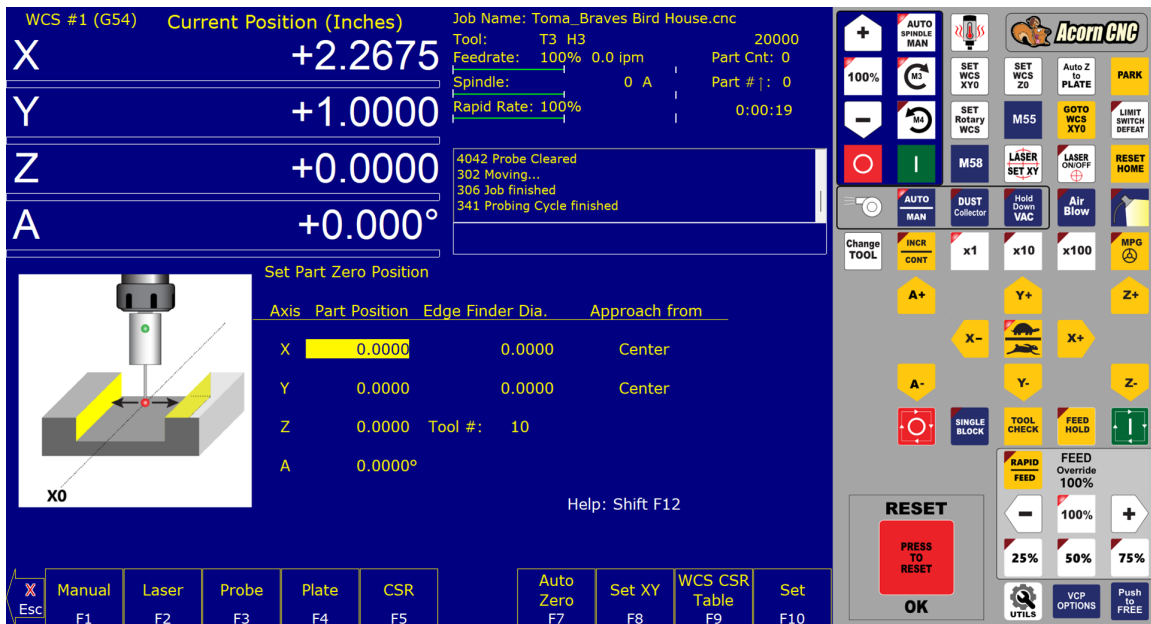 WCS #1 (G54) Current Position (Inches)
X +2.2675
Y +1.0000
Z +0.0000
A +0.000°
Job Name: Toma_Braves Bird House.cnc
Tool: T3 H3 20000
Feedrate: 100% 0.0 ipm Part Cnt: 0
Spindle: 0 A Part #↑: 0
Rapid Rate: 100% 0:00:19
4042 Probe Cleared
302 Moving...
306 Job finished
341 Probing Cycle finished
Set Part Zero Position
Axis Part Position Edge Finder Dia. Approach from
X 0.0000 0.0000 Center
Y 0.0000 0.0000 Center
Z 0.0000 Tool #: 10
A 0.0000°
X0
Help: Shift F12
X
Esc
Manual
F1
Laser
F2
Probe
F3
Plate
F4
CSR
F5
Auto
Zero
F7
Set XY
F8
WCS CSR
Table
F9
Set
F10
+
AUTO
SPINDLE
MAN
Acorn CNC
100%
M3
SET
WCS
XY0
SET
WCS
Z0
Auto Z
to
PLATE
PARK
−
M4
SET
Rotary
WCS
M55
GOTO
WCS
XY0
LIMIT
SWITCH
DEFEAT
M58
LASER
SET XY
LASER
ON/OFF
RESET
HOME
AUTO
MAN
DUST
Collector
Hold
Down
VAC
Air
Blow
Change
TOOL
INCR
CONT
x1
x10
x100
MPG
A+
Y+
Z+
X-
X+
A-
Y-
Z-
SINGLE
BLOCK
TOOL
CHECK
FEED
HOLD
RAPID
FEED
FEED
Override
100%
−
100%
+
25%
50%
75%
RESET
PRESS
TO
RESET
OK
UTILS
VCP
OPTIONS
Push
to
FREE